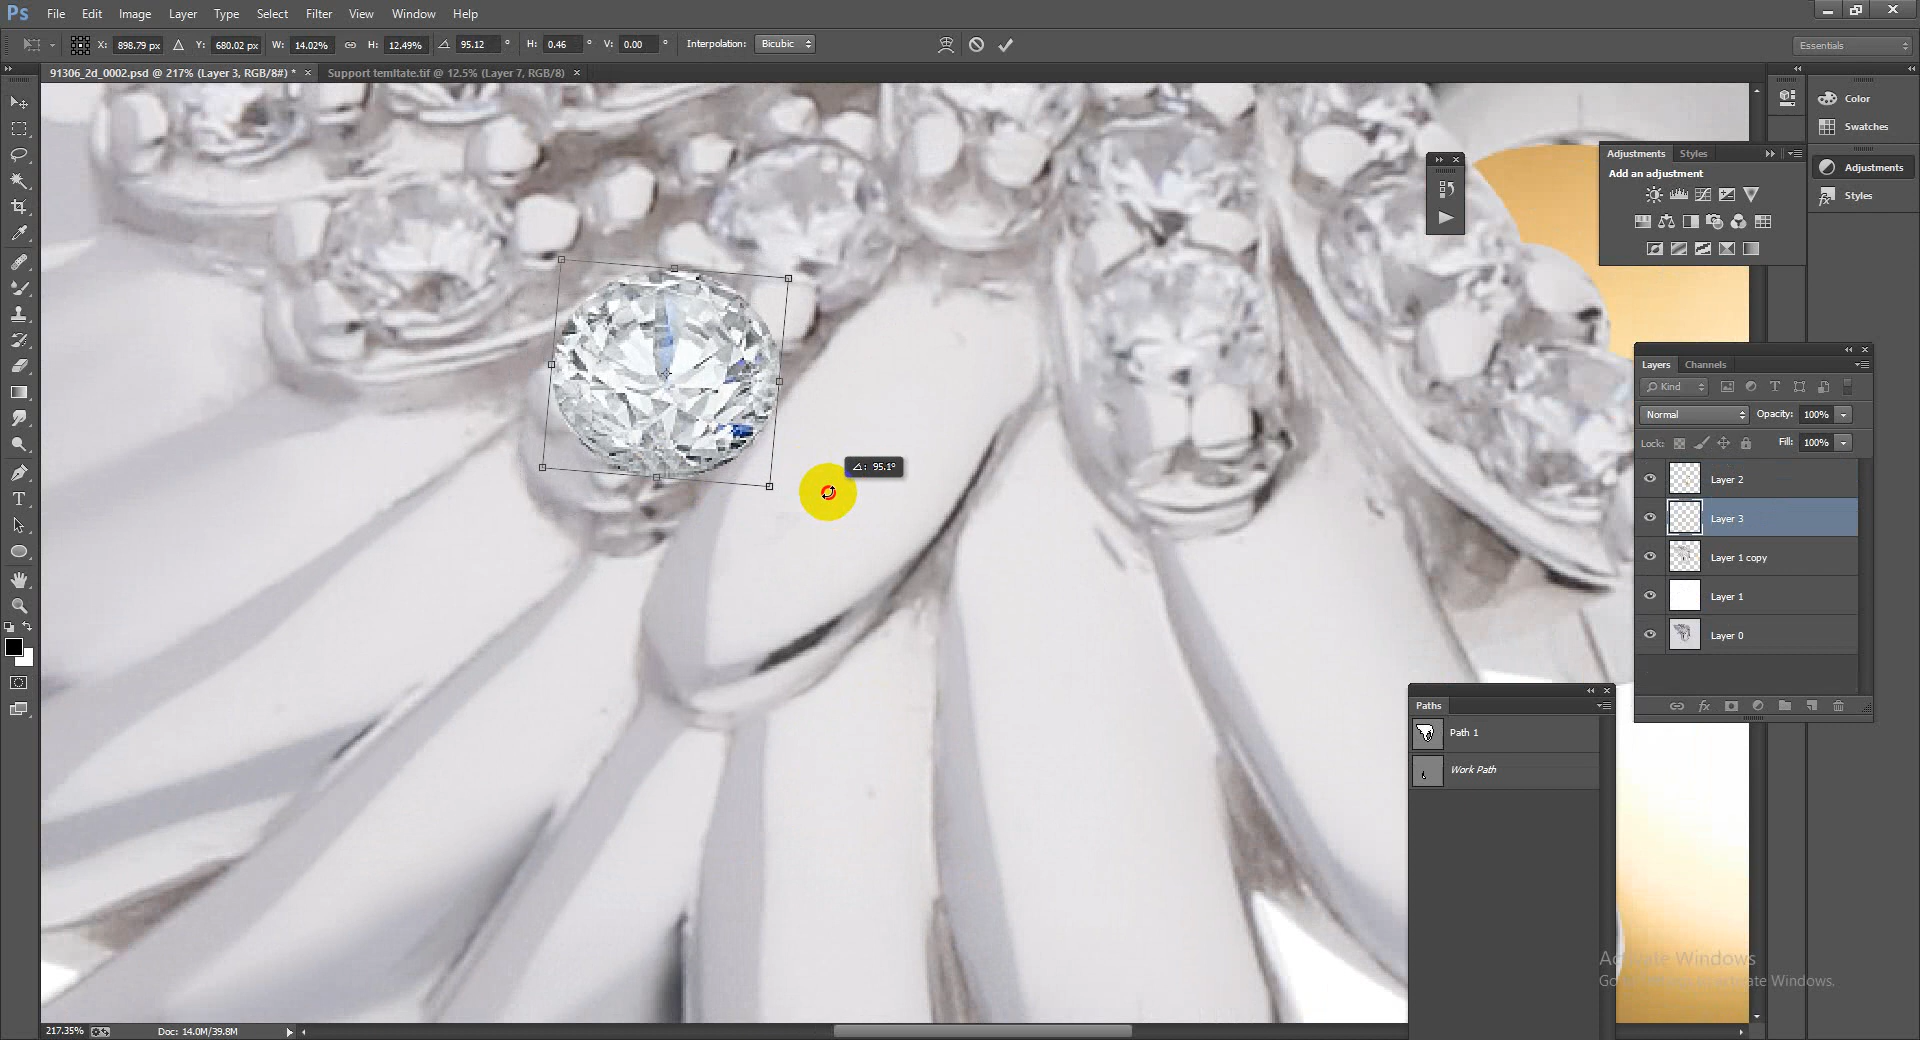 Ps File Edit Image Layer Type Select Filter View Window Help
X: 898.79 px Y: 680.02 px W: 14.02% H: 12.49% 95.12 ° H: 0.46 ° V: 0.00 ° Interpolation: Bicubic Essentials
91306_2d_0002.psd @ 217% (Layer 3, RGB/8#) * × Support temltate.tif @ 12.5% (Layer 7, RGB/8) ×
Color
Swatches
Adjustments
Styles
Adjustments Styles
Add an adjustment
95.1°
Layers Channels
Kind
Normal Opacity: 100%
Lock: Fill: 100%
Layer 2
Layer 3
Layer 1 copy
Layer 1
Layer 0
Paths
Path 1
Work Path
Activate Windows
Windows.
217.35% Doc: 14.0M/39.8M